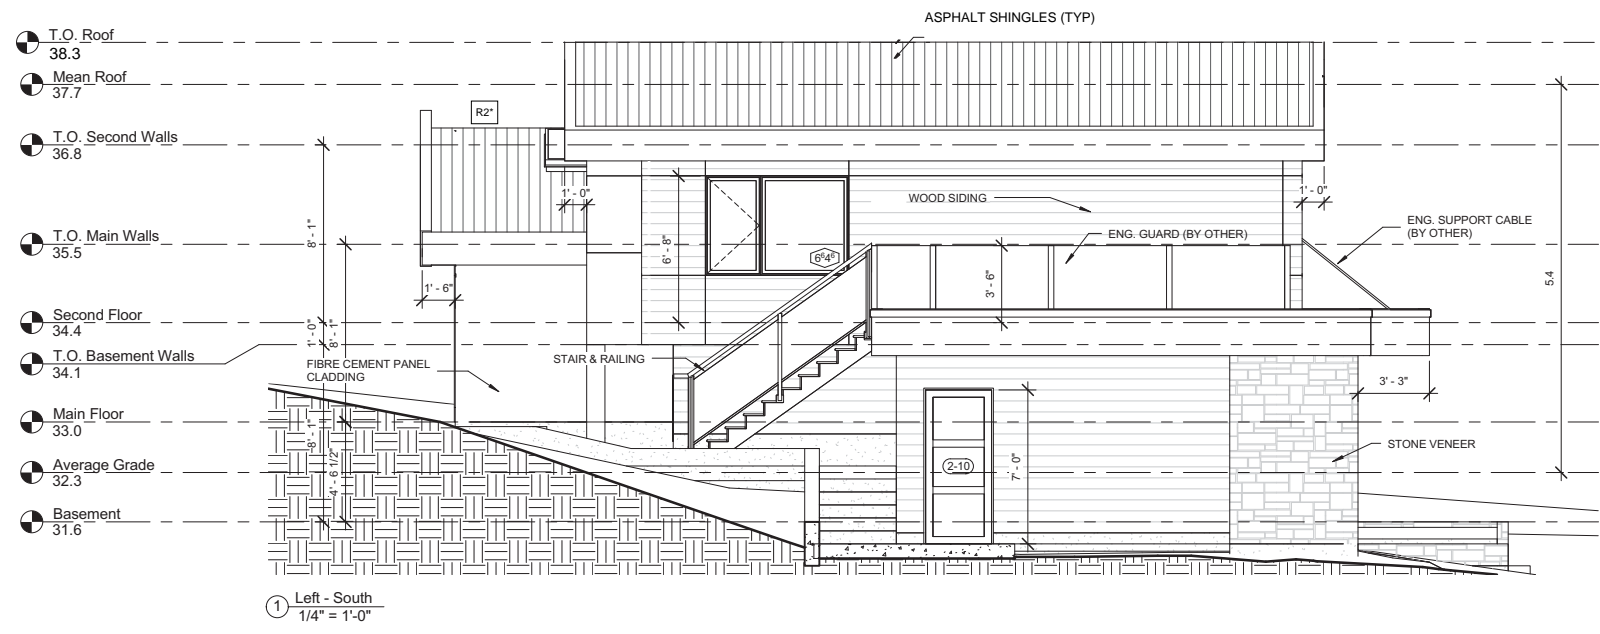 ASPHALT SHINGLES (TYP)
T.O. Roof
38.3
Mean Roof
37.7
R2*
T.O. Second Walls
36.8
1' - 0"
WOOD SIDING
1' - 0"
ENG. SUPPORT CABLE
(BY OTHER)
T.O. Main Walls
35.5
8' - 1"
6' - 8"
6⁶4⁶
ENG. GUARD (BY OTHER)
5.4
1' - 6"
3' - 6"
Second Floor
34.4
1' - 0"
8' - 1"
T.O. Basement Walls
34.1
FIBRE CEMENT PANEL
CLADDING
STAIR & RAILING
3' - 3"
Main Floor
33.0
8' - 1"
STONE VENEER
Average Grade
32.3
4' - 6 1/2"
2-10
7' - 0"
Basement
31.6
1
Left - South
1/4" = 1'-0"